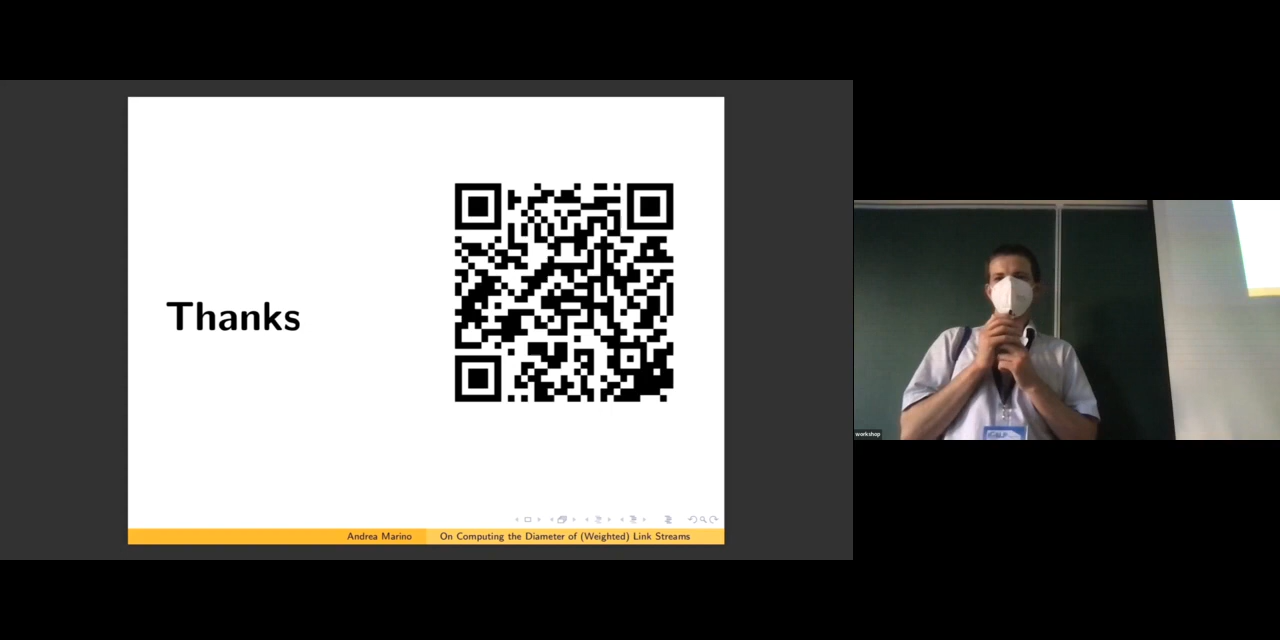 Thanks
Andrea Marino
On Computing the Diameter of (Weighted) Link Streams
workshop